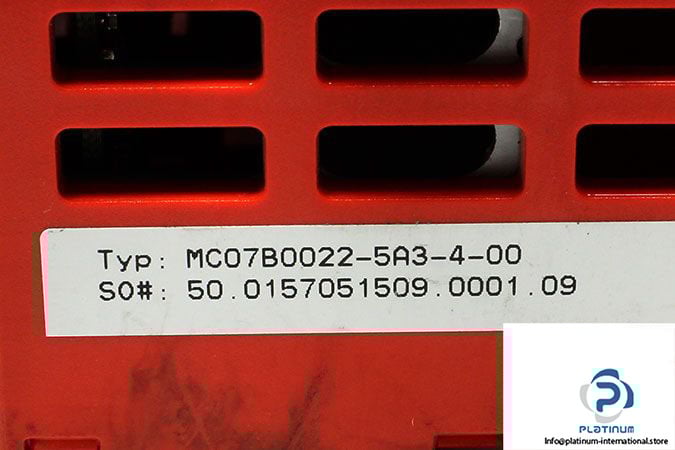 Typ: MC07B0022-5A3-4-00
SO#: 50.0157051509.0001.09
PLATINUM
Info@platinum-international.store